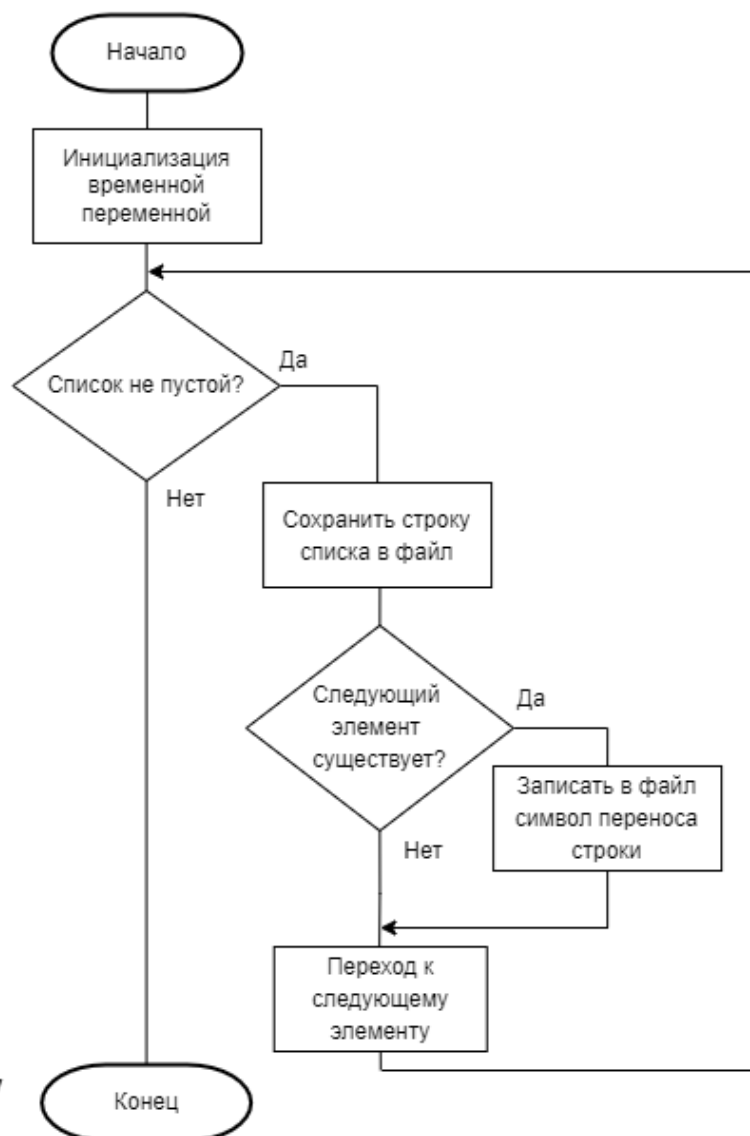 Начало
Инициализация
временной
переменной
Список не пустой?
Да
Нет
Сохранить строку
списка в файл
Следующий
элемент
существует?
Да
Записать в файл
символ переноса
строки
Нет
Переход к
следующему
элементу
Конец